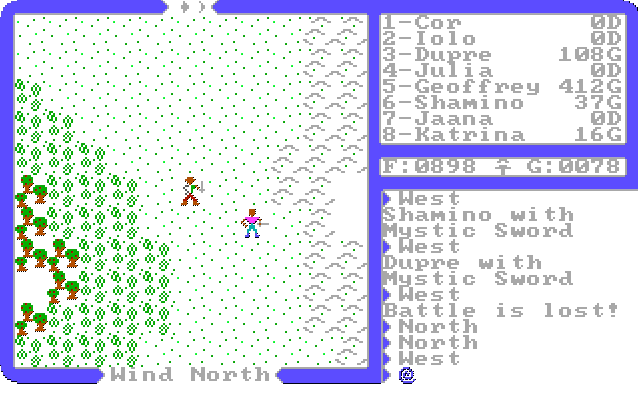 1-Cor 0D
2-Iolo 0D
3-Dupre 108G
4-Julia 0D
5-Geoffrey 412G
6-Shamino 37G
7-Jaana 0D
8-Katrina 16G
F:0898 G:0078
West
Shamino with
Mystic Sword
West
Dupre with
Mystic Sword
West
Battle is lost!
North
North
West
@
Wind North